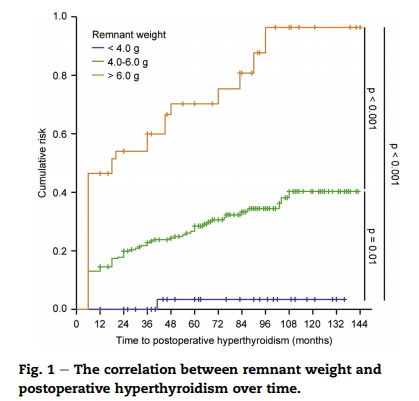 Remnant weight
< 4.0 g
4.0-6.0 g
> 6.0 g
1.0
0.8
0.6
0.4
0.2
0.0
Cumulative risk
0 12 24 36 48 60 72 84 96 108 120 132 144
Time to postoperative hyperthyroidism (months)
p < 0.001
p = 0.01
p < 0.001
Fig. 1 – The correlation between remnant weight and
postoperative hyperthyroidism over time.